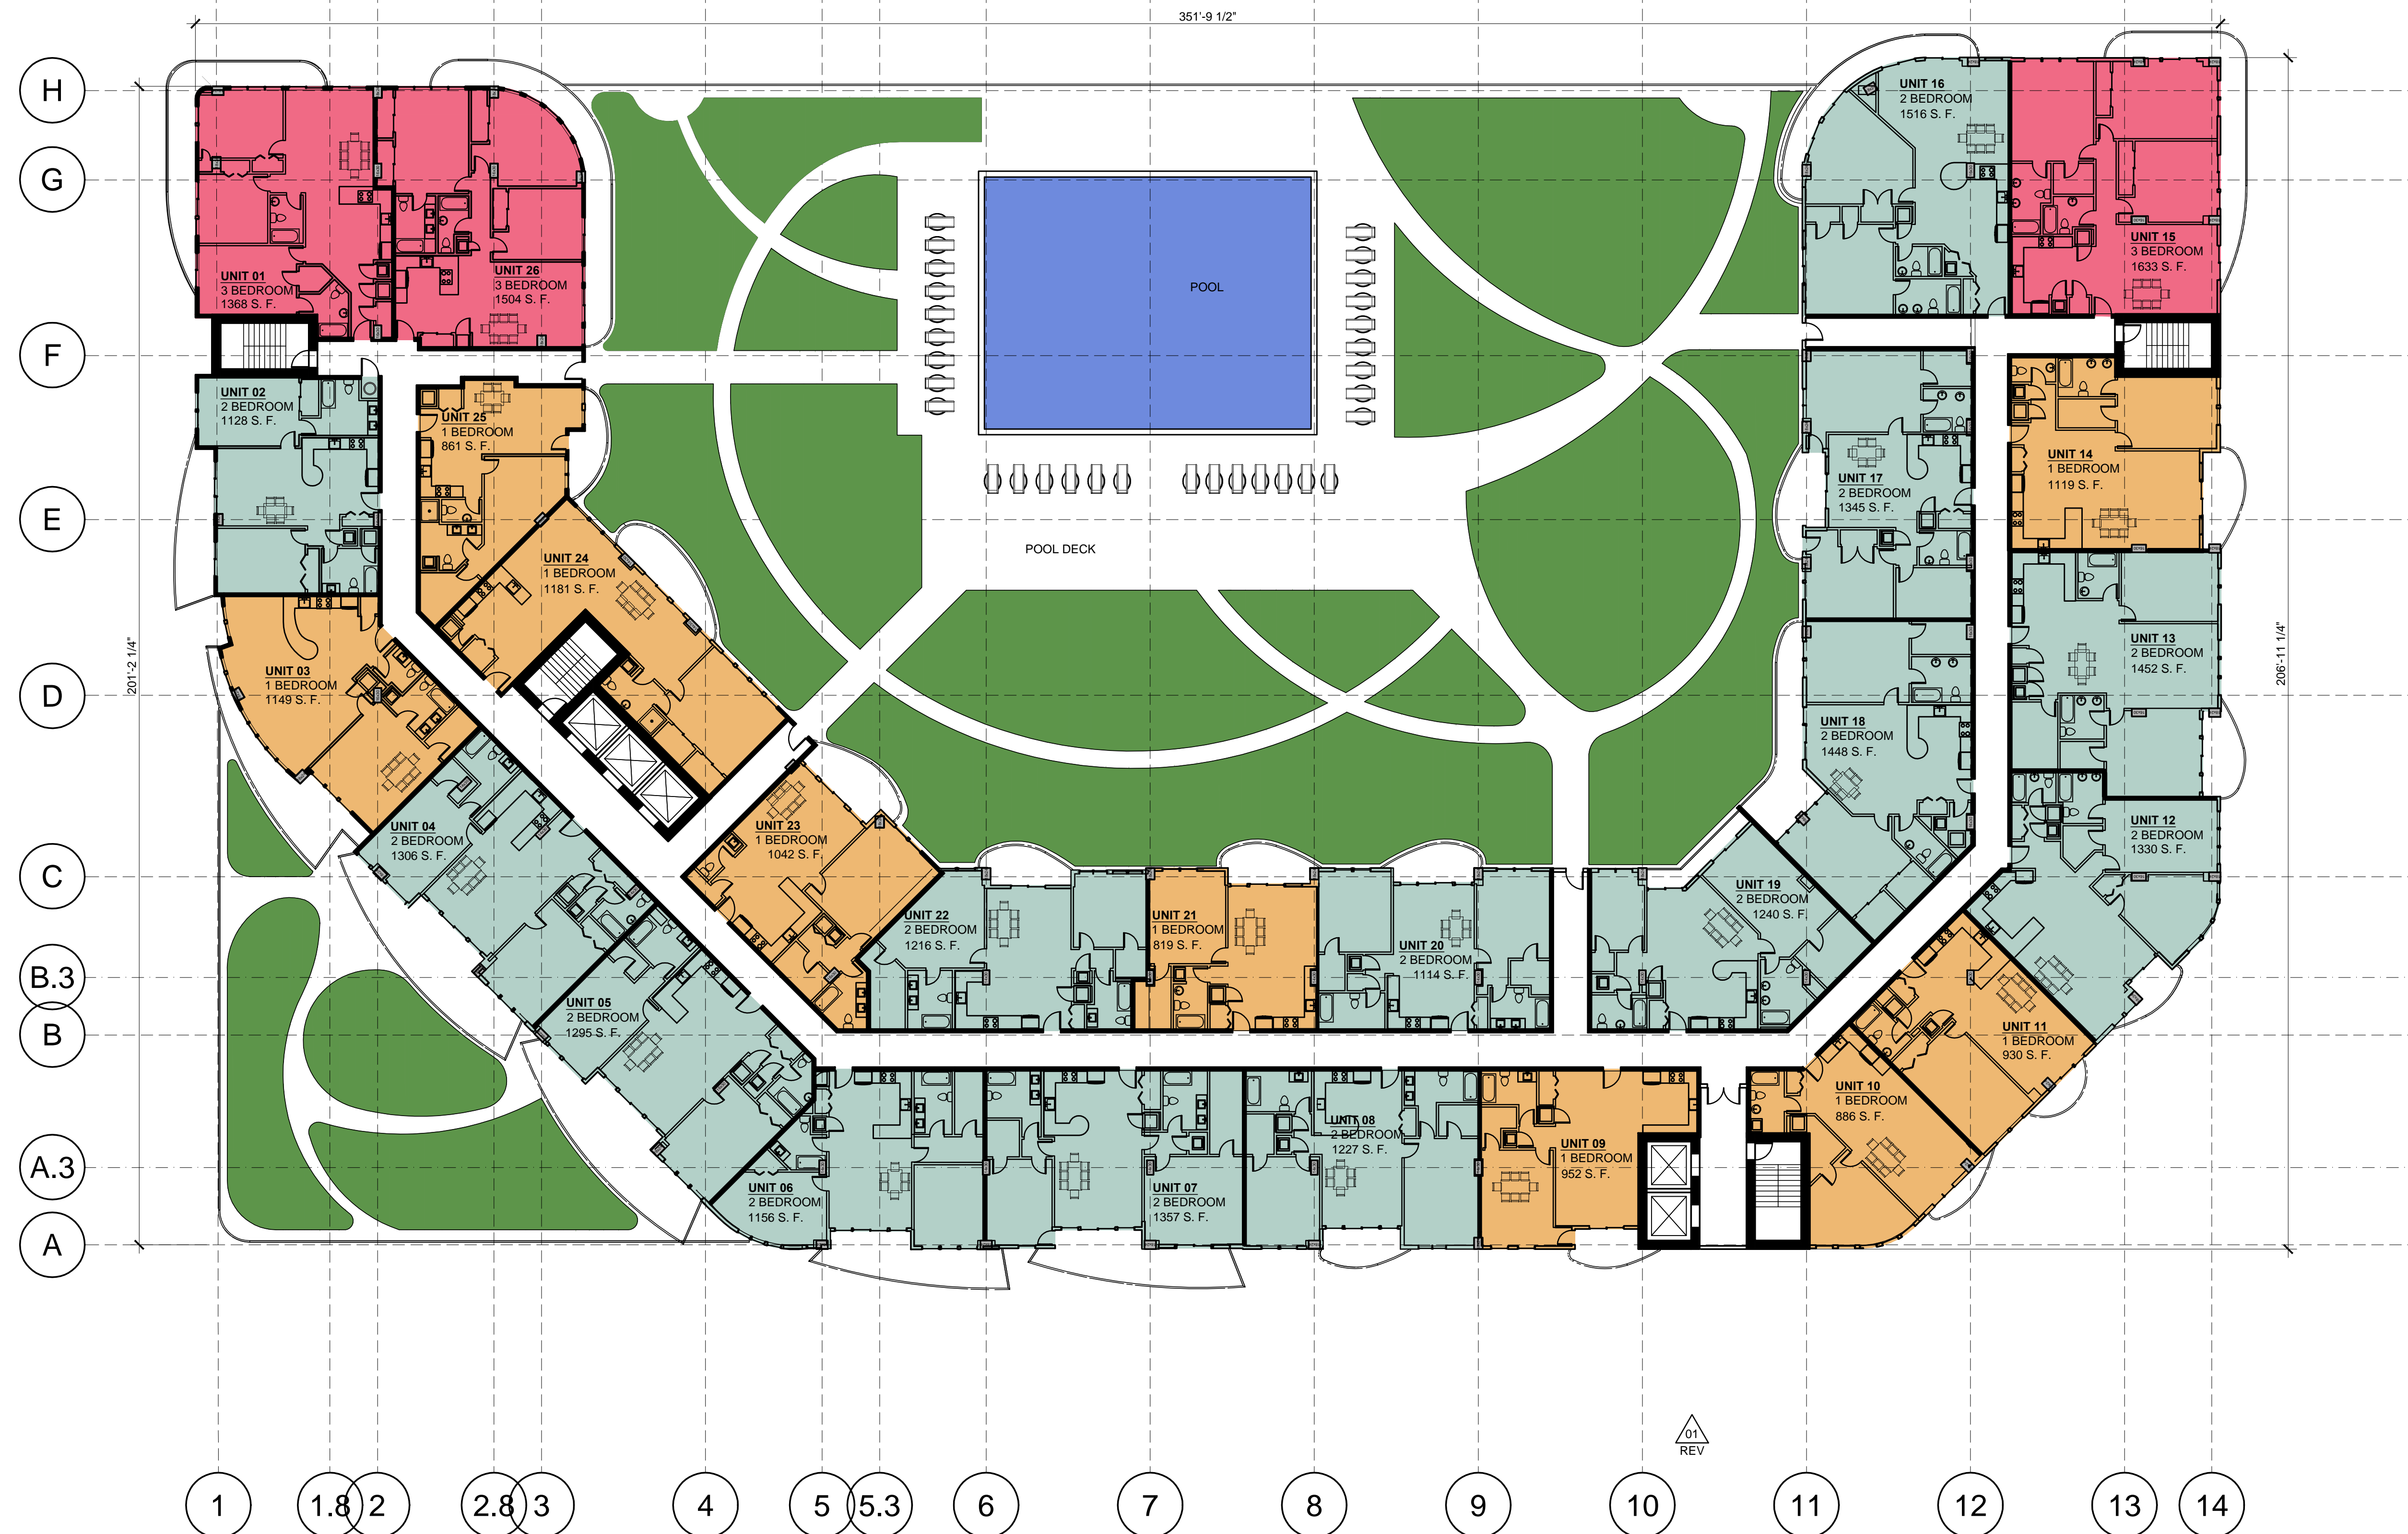 351'-9 1/2"
H
G
F
E
D
C
B.3
B
A.3
A
201'-2 1/4"
206'-11 1/4"
UNIT 01
3 BEDROOM
1368 S. F.
UNIT 26
3 BEDROOM
1504 S. F.
UNIT 16
2 BEDROOM
1516 S. F.
UNIT 15
3 BEDROOM
1633 S. F.
POOL
UNIT 02
2 BEDROOM
1128 S. F.
UNIT 25
1 BEDROOM
861 S. F.
UNIT 14
1 BEDROOM
1119 S. F.
UNIT 17
2 BEDROOM
1345 S. F.
POOL DECK
UNIT 24
1 BEDROOM
1181 S. F.
UNIT 03
1 BEDROOM
1149 S. F.
UNIT 13
2 BEDROOM
1452 S. F.
UNIT 18
2 BEDROOM
1448 S. F.
UNIT 04
2 BEDROOM
1306 S. F.
UNIT 23
1 BEDROOM
1042 S. F.
UNIT 12
2 BEDROOM
1330 S. F.
UNIT 22
2 BEDROOM
1216 S. F.
UNIT 21
1 BEDROOM
819 S. F.
UNIT 20
2 BEDROOM
1114 S. F.
UNIT 19
2 BEDROOM
1240 S. F.
UNIT 05
2 BEDROOM
1295 S. F.
UNIT 11
1 BEDROOM
930 S. F.
UNIT 10
1 BEDROOM
886 S. F.
UNIT 06
2 BEDROOM
1156 S. F.
UNIT 07
2 BEDROOM
1357 S. F.
UNIT 08
2 BEDROOM
1227 S. F.
UNIT 09
1 BEDROOM
952 S. F.
01
REV
1
1.8
2
2.8
3
4
5
5.3
6
7
8
9
10
11
12
13
14